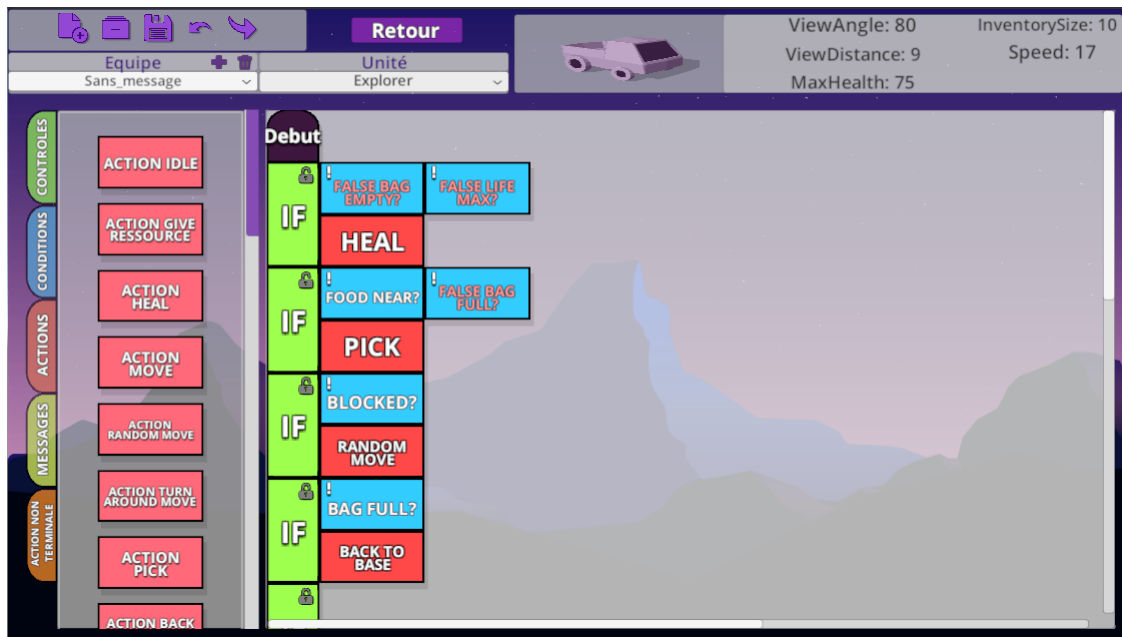 Retour
ViewAngle: 80
InventorySize: 10
ViewDistance: 9
Speed: 17
MaxHealth: 75
Equipe
Unité
Sans_message
Explorer
CONTROLES
CONDITIONS
ACTIONS
MESSAGES
ACTION NON
TERMINALE
ACTION IDLE
ACTION GIVE
RESSOURCE
ACTION
HEAL
ACTION
MOVE
ACTION
RANDOM MOVE
ACTION TURN
AROUND MOVE
ACTION
PICK
ACTION BACK
Debut
IF
! FALSE BAG
EMPTY?
! FALSE LIFE
MAX?
HEAL
IF
! FOOD NEAR?
! FALSE BAG
FULL?
PICK
IF
! BLOCKED?
RANDOM
MOVE
IF
! BAG FULL?
BACK TO
BASE